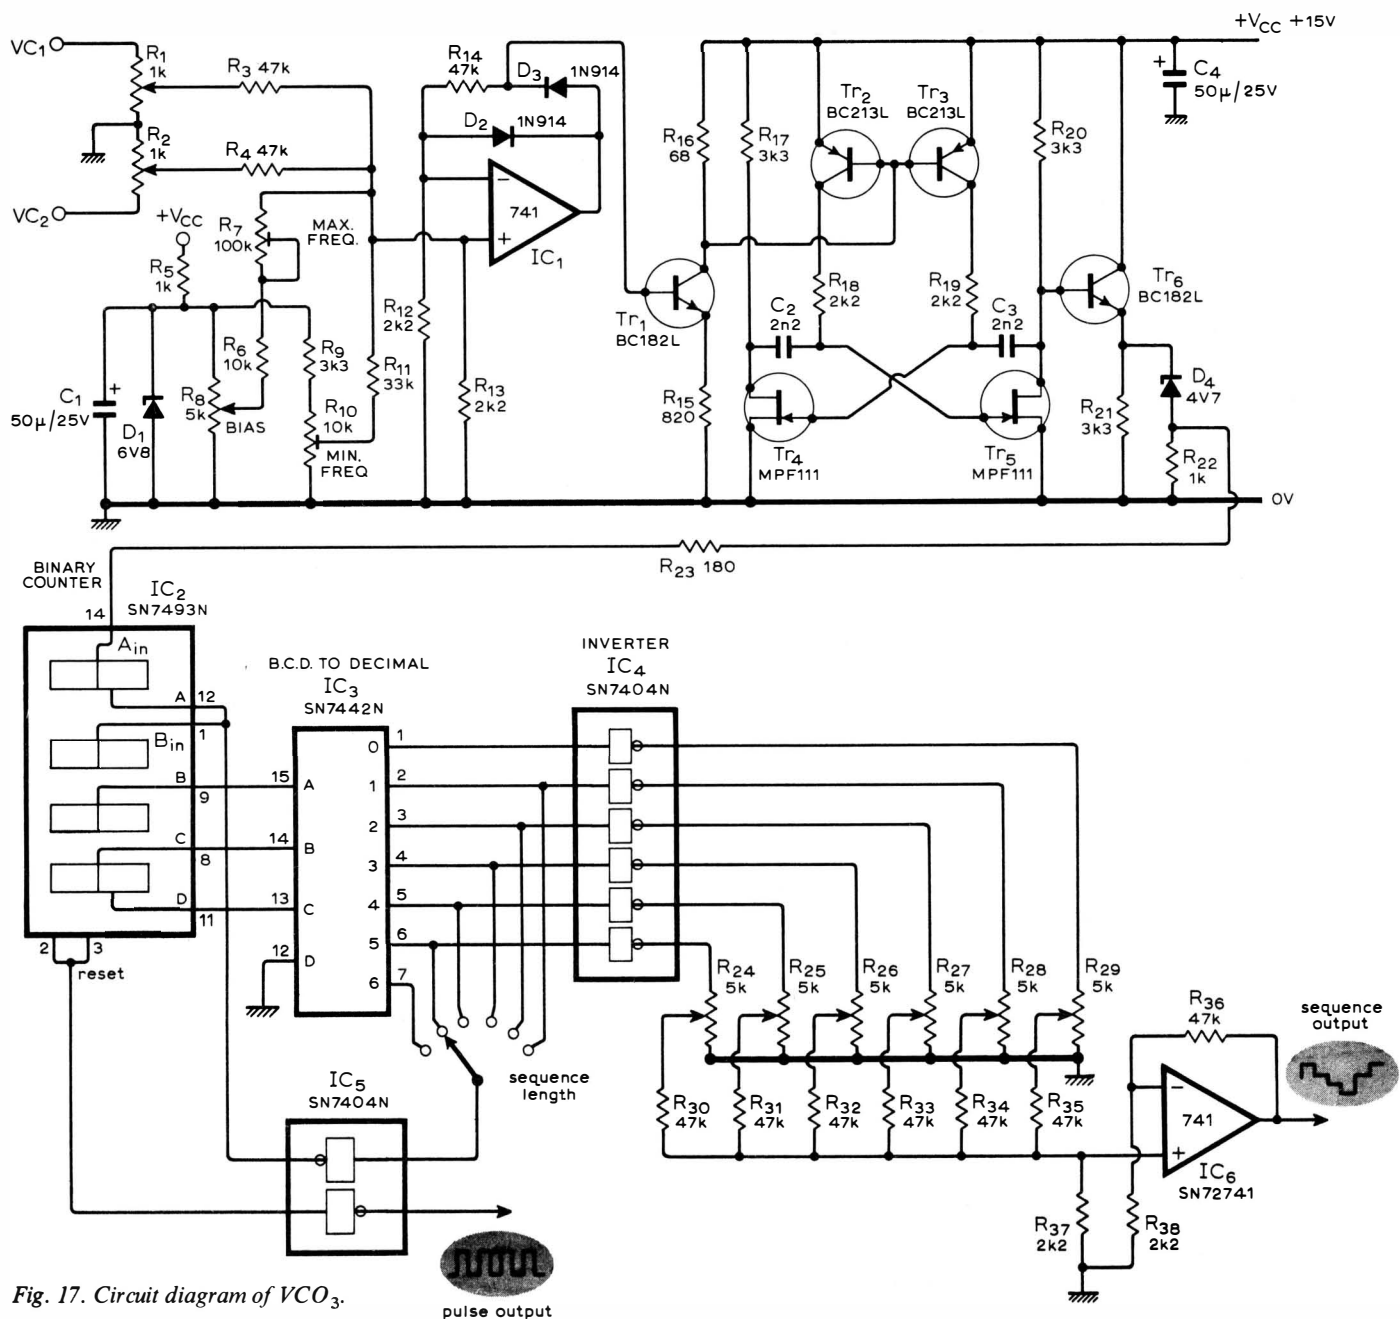 +VCC +15V
VC1
R1
1k
R3 47k
R2
1k
R4 47k
VC2
+VCC
R5
1k
R7
100k
MAX.
FREQ.
R6
10k
R8
5k
BIAS
R9
3k3
R10
10k
MIN.
FREQ
R11
33k
C1
+
50µ/25V
D1
6V8
R12
2k2
R13
2k2
R14
47k
D3
1N914
D2
1N914
−
741
+
IC1
Tr1
BC182L
R15
820
R16
68
R17
3k3
Tr2
BC213L
Tr3
BC213L
R18
2k2
R19
2k2
C2
2n2
C3
2n2
Tr4
MPF111
Tr5
MPF111
R20
3k3
Tr6
BC182L
R21
3k3
D4
4V7
R22
1k
+
C4
50µ/25V
0V
R23 180
BINARY
COUNTER
IC2
SN7493N
14
Ain
A 12
1
Bin
B
9
C
8
D
11
2 3
reset
B.C.D. TO DECIMAL
IC3
SN7442N
15 A
14 B
13 C
12 D
0 1
1 2
2 3
3 4
4 5
5 6
6 7
sequence
length
INVERTER
IC4
SN7404N
IC5
SN7404N
R24
5k
R25
5k
R26
5k
R27
5k
R28
5k
R29
5k
R30
47k
R31
47k
R32
47k
R33
47k
R34
47k
R35
47k
R36
47k
sequence
output
−
741
+
IC6
SN72741
R37
2k2
R38
2k2
pulse output
Fig. 17. Circuit diagram of VCO3.